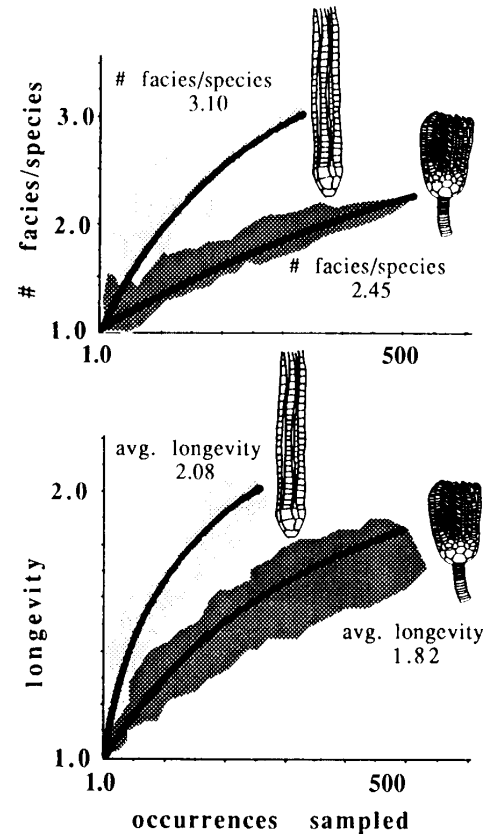 # facies/species
3.10
3.0
2.0
1.0
# facies/species
# facies/species
2.45
1.0
500
avg. longevity
2.08
2.0
longevity
avg. longevity
1.82
1.0
1.0
500
occurrences sampled